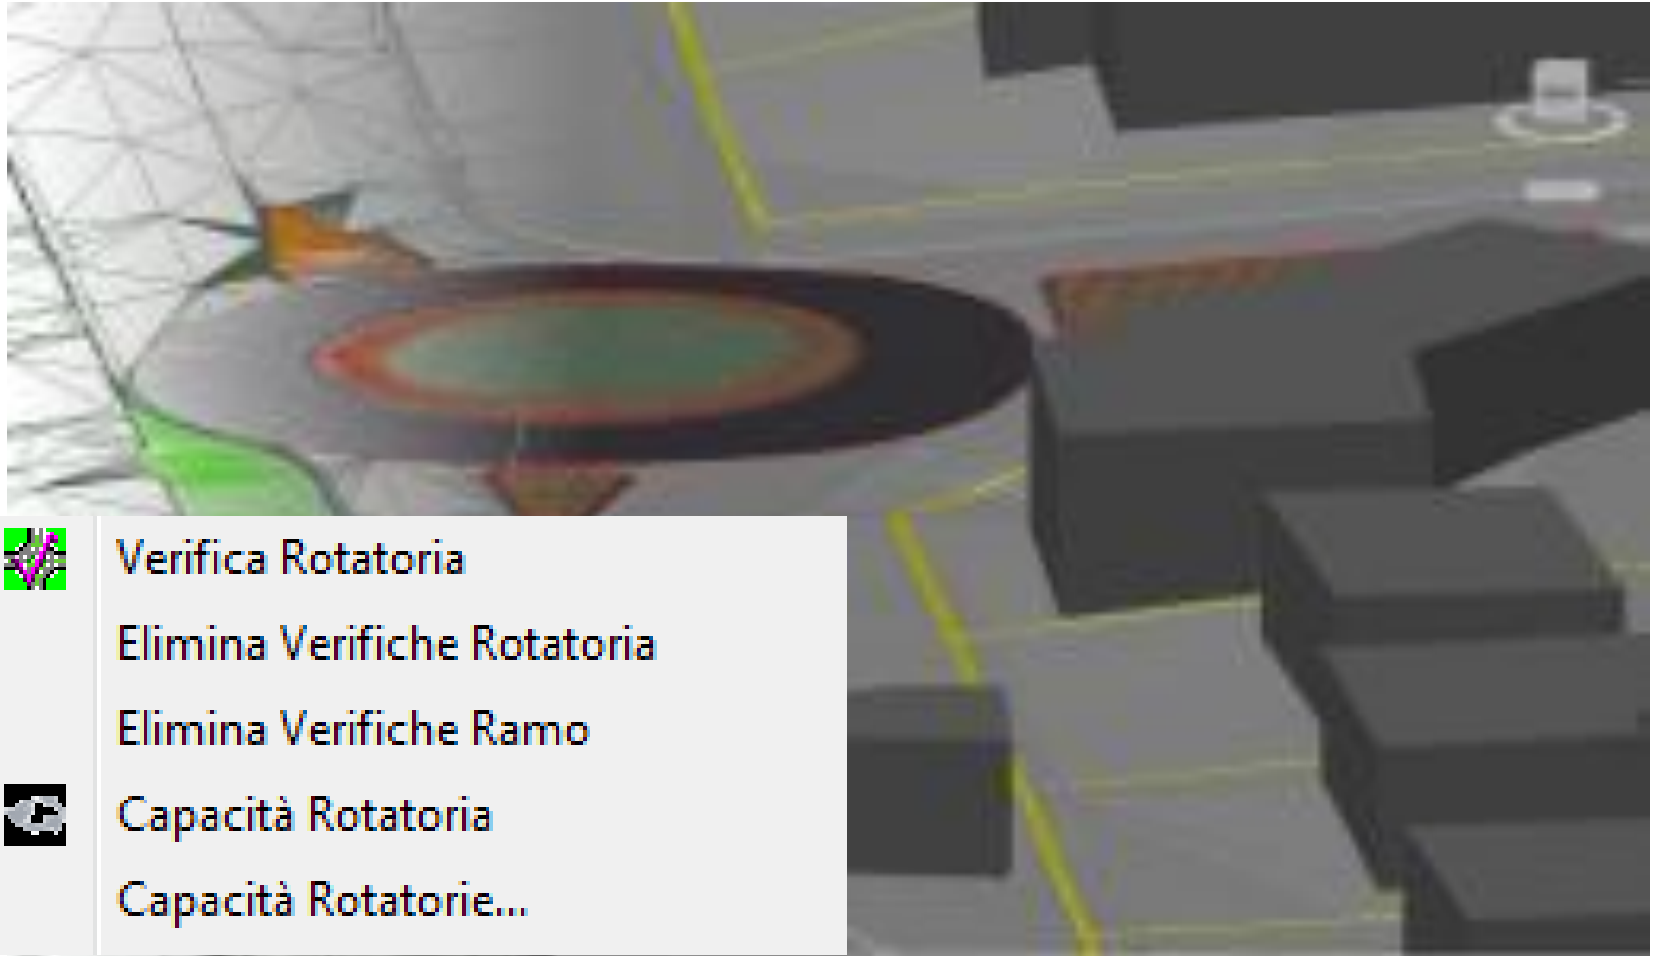 Verifica Rotatoria
Elimina Verifiche Rotatoria
Elimina Verifiche Ramo
Capacità Rotatoria
Capacità Rotatorie...